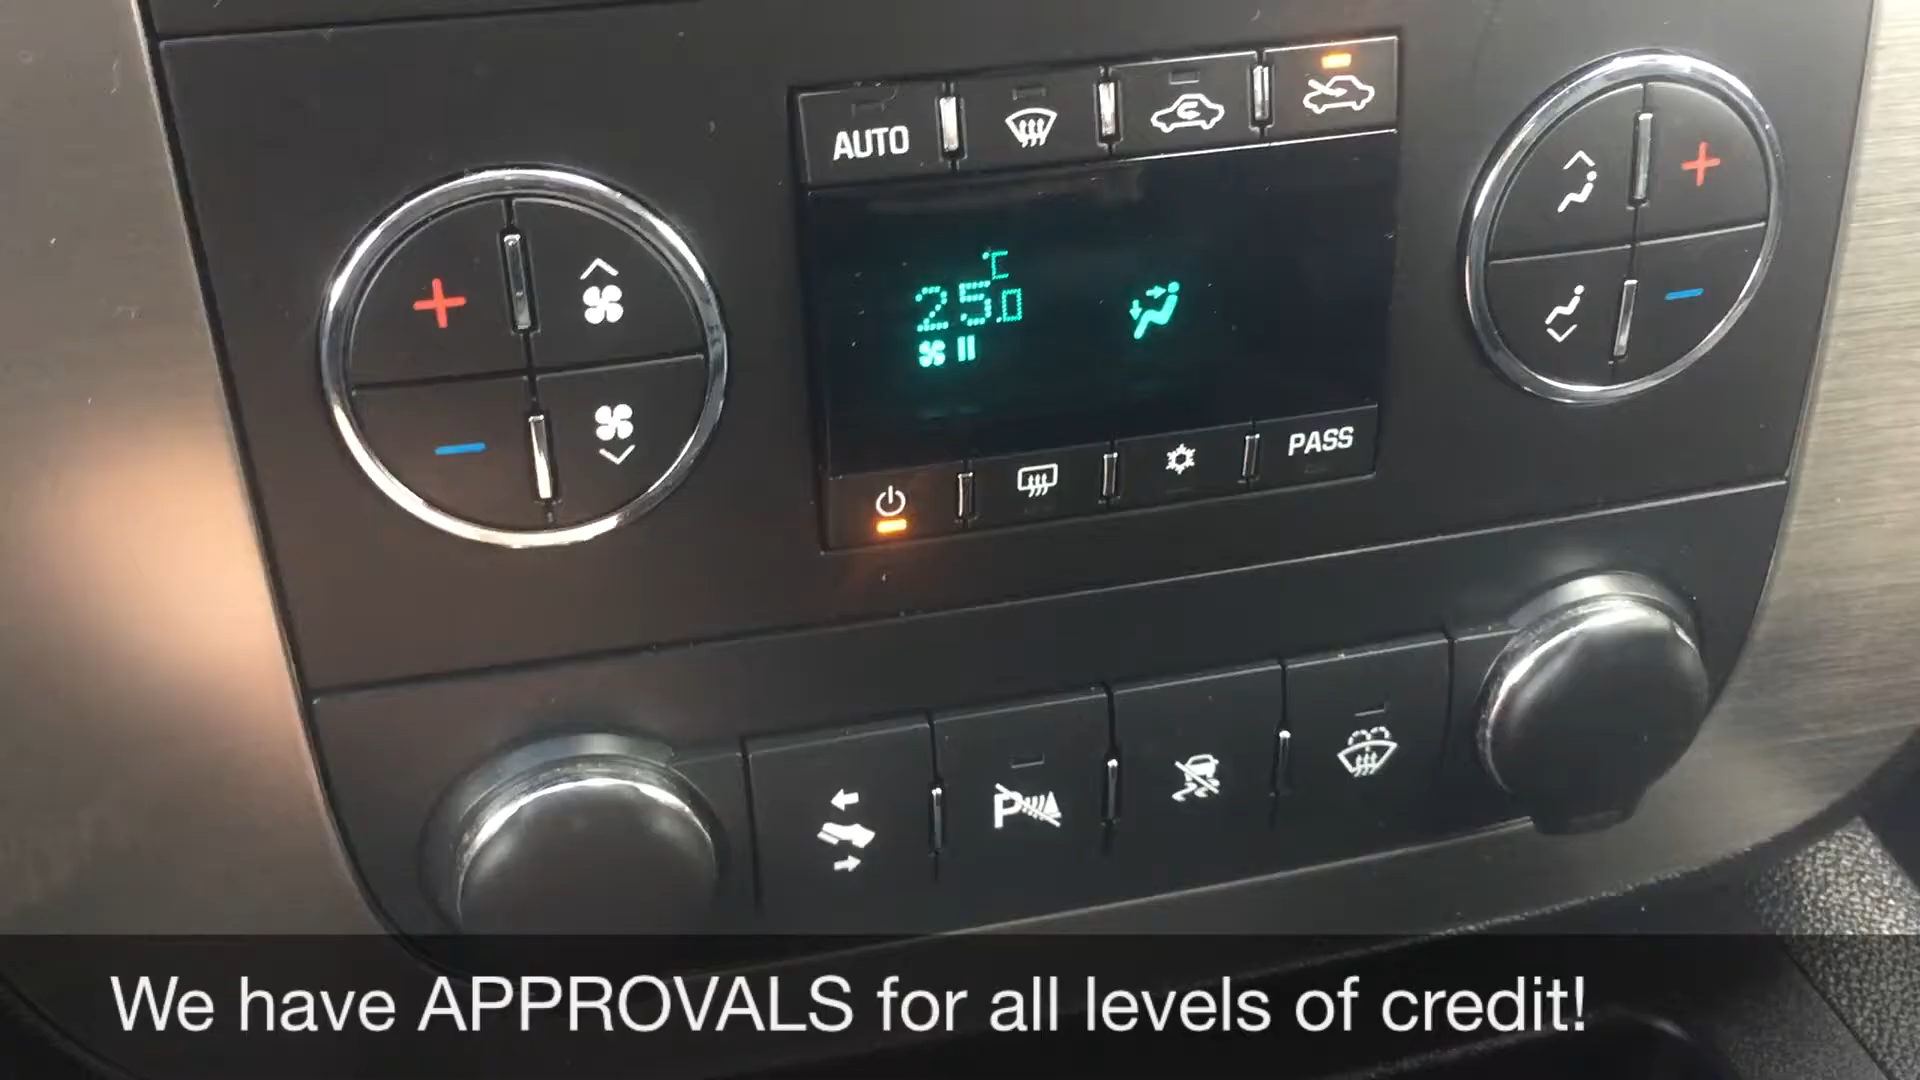 AUTO
25.0 °C
PASS
P
We have APPROVALS for all levels of credit!